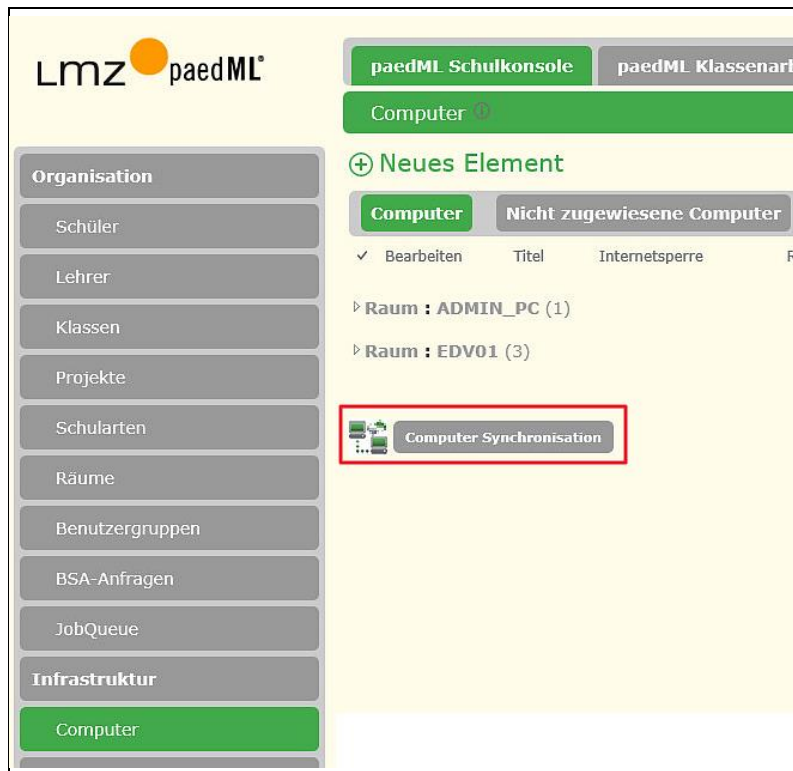 Lmz paedML®
paedML Schulkonsole paedML Klassenarb
Computer
Neues Element
Computer Nicht zugewiesene Computer
Bearbeiten Titel Internetsperre R
Raum : ADMIN_PC (1)
Raum : EDV01 (3)
Computer Synchronisation
Organisation
Schüler
Lehrer
Klassen
Projekte
Schularten
Räume
Benutzergruppen
BSA-Anfragen
JobQueue
Infrastruktur
Computer